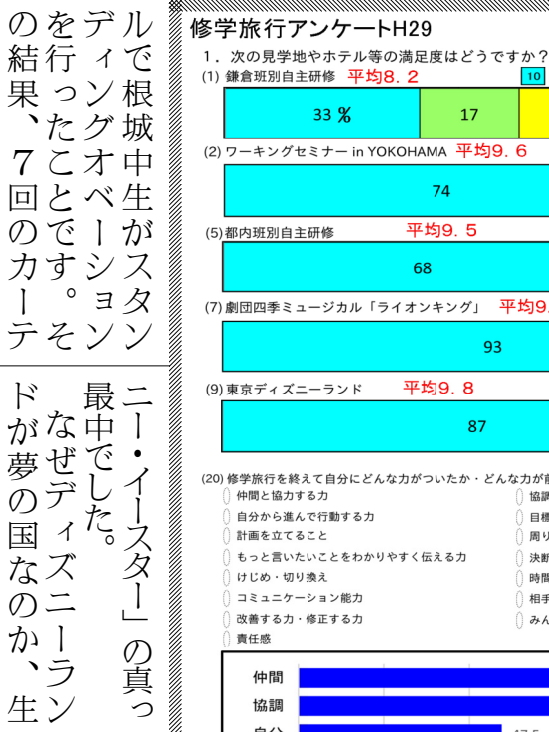 ルで根城中生がスタン
ディングオベーション
を行ったことです。そ
の結果、７回のカーテ
ニー・イースター」の真っ
最中でした。
なぜディズニーラン
ドが夢の国なのか、生
修学旅行アンケートH29
１．次の見学地やホテル等の満足度はどうですか？
(1) 鎌倉班別自主研修 平均8. 2
10
33 % 17
(2) ワーキングセミナー in YOKOHAMA 平均9. 6
74
(5) 都内班別自主研修 平均9. 5
68
(7) 劇団四季ミュージカル「ライオンキング」 平均9.
93
(9) 東京ディズニーランド 平均9. 8
87
(20) 修学旅行を終えて自分にどんな力がついたか・どんな力が
仲間と協力する力 協調
自分から進んで行動する力 目標
計画を立てること 周り
もっと言いたいことをわかりやすく伝える力 決断
けじめ・切り換え 時間
コミュニケーション能力 相手
改善する力・修正する力 みん
責任感
仲間
協調